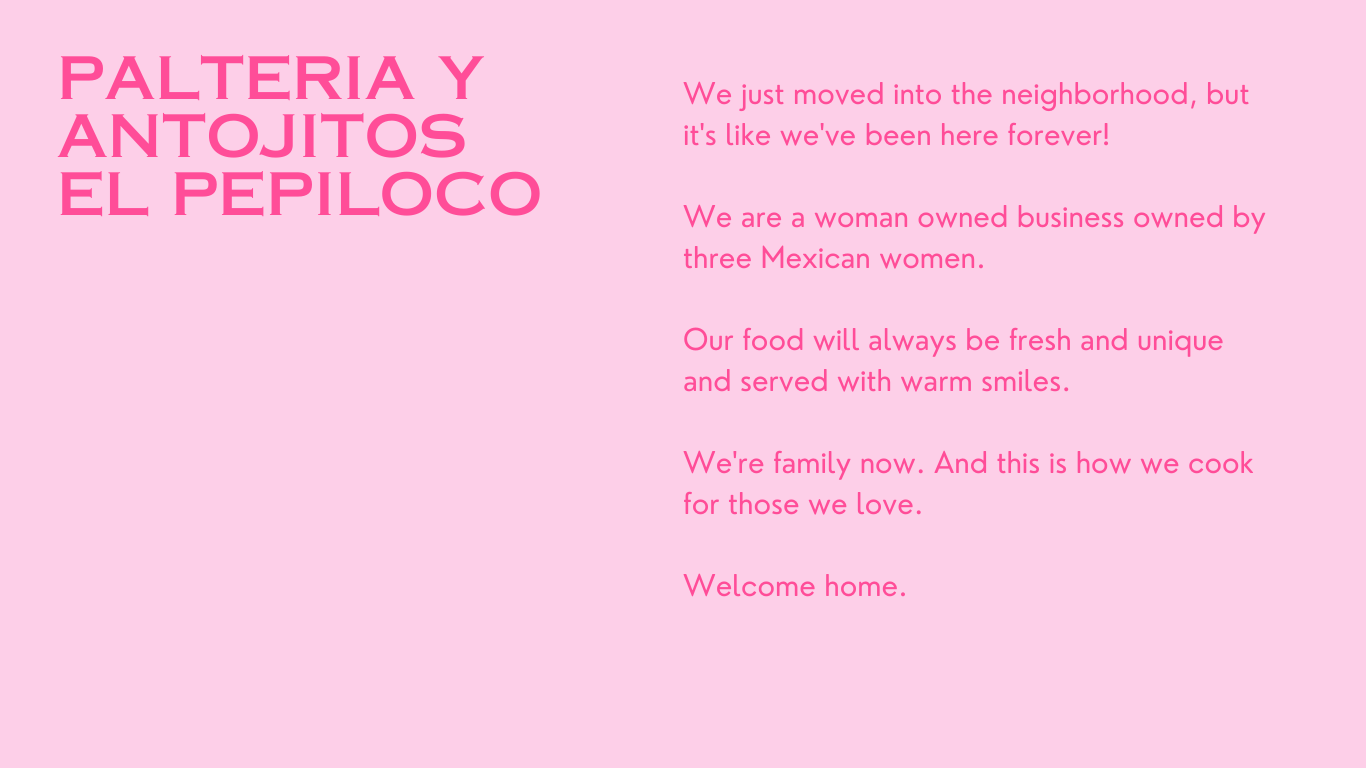 PALTERIA Y
ANTOJITOS
EL PEPILOCO
We just moved into the neighborhood, but
it's like we've been here forever!
We are a woman owned business owned by
three Mexican women.
Our food will always be fresh and unique
and served with warm smiles.
We're family now. And this is how we cook
for those we love.
Welcome home.